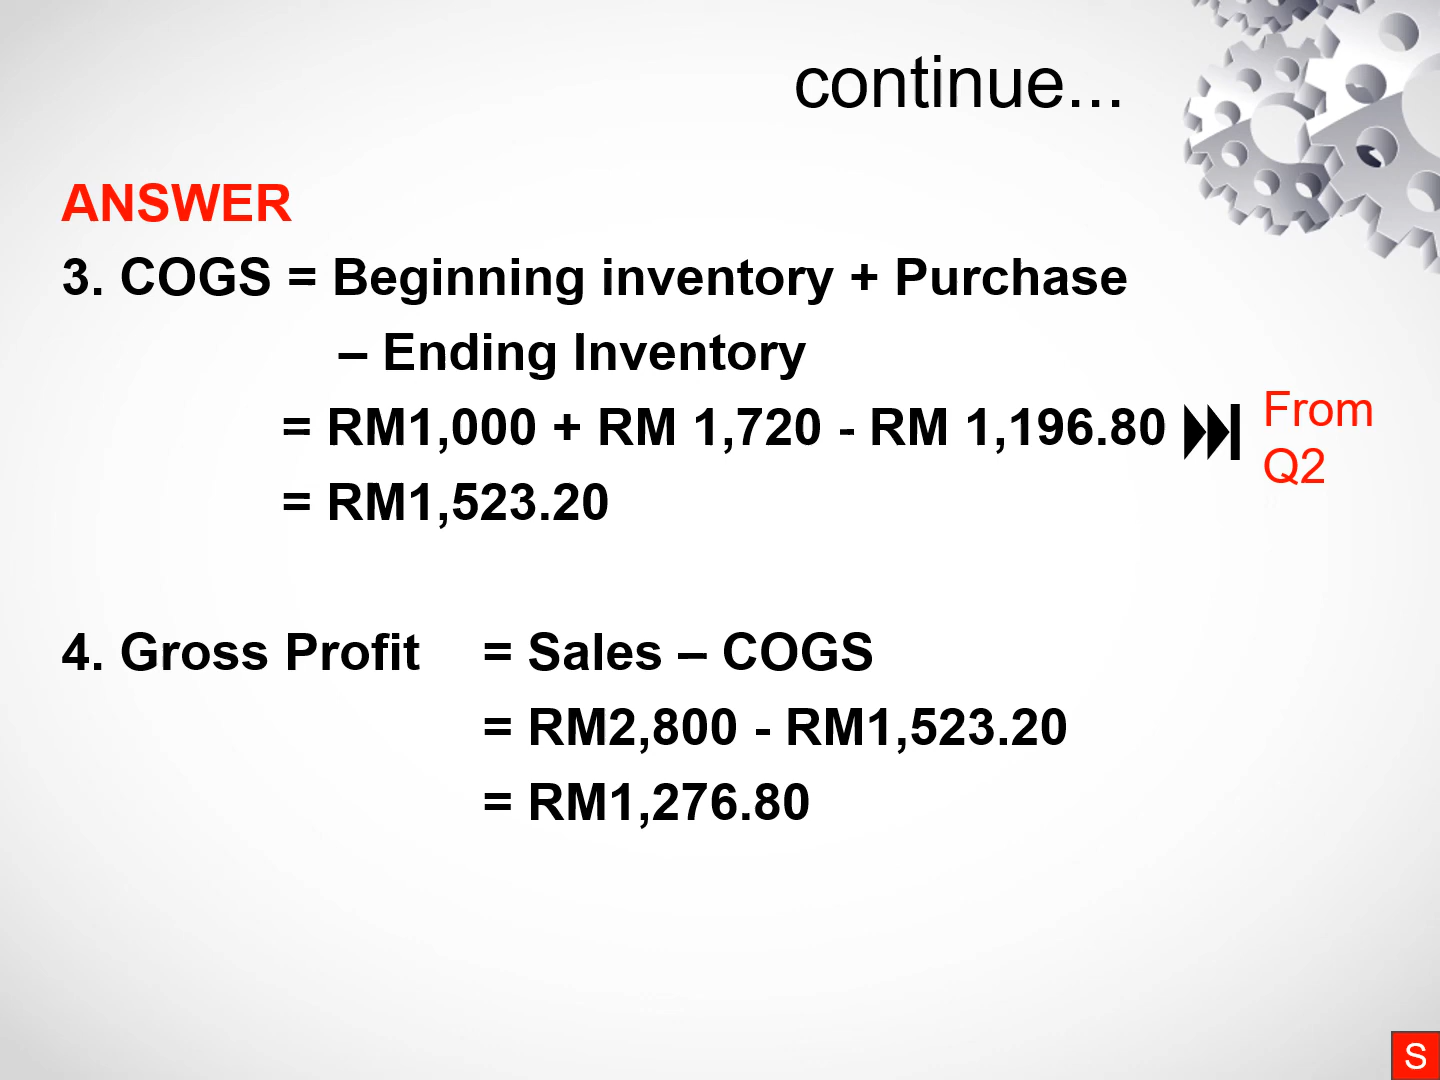 continue...
ANSWER
3. COGS = Beginning inventory + Purchase
– Ending Inventory
= RM1,000 + RM 1,720 - RM 1,196.80
From
Q2
= RM1,523.20
4. Gross Profit = Sales – COGS
= RM2,800 - RM1,523.20
= RM1,276.80
S